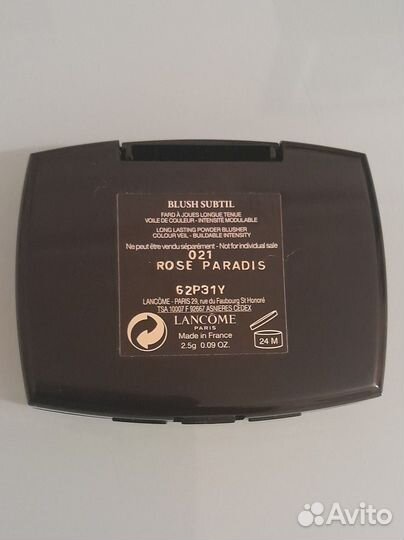 BLUSH SUBTIL
FARD À JOUES LONGUE TENUE
VOILE DE COULEUR - INTENSITÉ MODULABLE
LONG LASTING POWDER BLUSHER
COLOUR VEIL - BUILDABLE INTENSITY
Ne peut être vendu séparément - Not for individual sale
021
ROSE PARADIS
62P31Y
LANCÔME - PARIS 29, rue du Faubourg St Honoré
TSA 10007 F 92667 ASNIERES CEDEX
LANCÔME
PARIS
Made in France
2.5g 0.09 OZ.
24 M
Avito